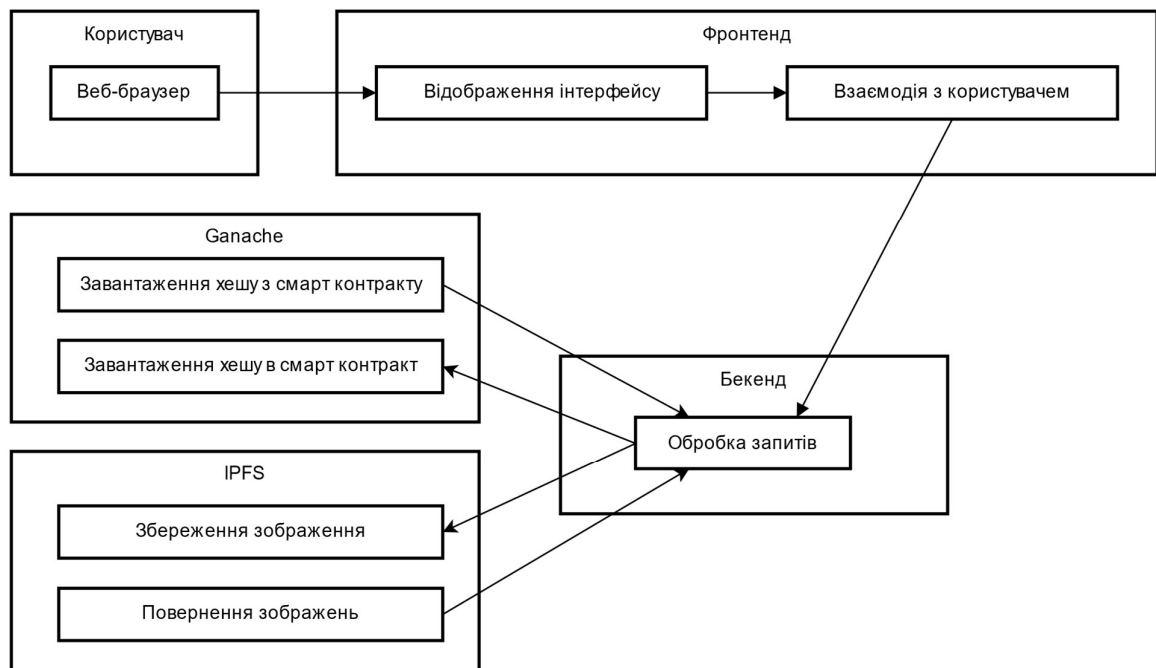 Користувач
Веб-браузер
Фронтенд
Відображення інтерфейсу
Взаємодія з користувачем
Ganache
Завантаження хешу з смарт контракту
Завантаження хешу в смарт контракт
Бекенд
Обробка запитів
IPFS
Збереження зображення
Повернення зображень